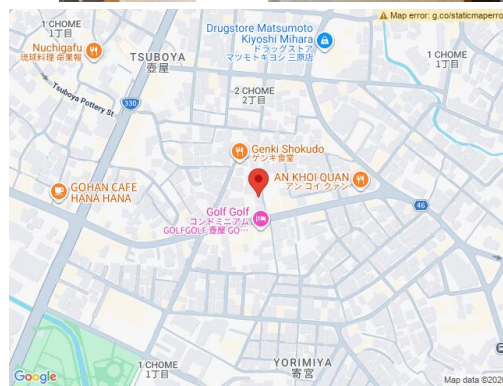 Map error: g.co/staticmaperro
1 CHOME
1丁目
Drugstore Matsumoto
Kiyoshi Mihara
ドラッグストア
マツモトキヨシ 三原店
1 CHOME
1丁目
Nuchigafu
琉球料理 命果報
TSUBOYA
壺屋
Tsuboya Pottery St
330
2 CHOME
2丁目
Genki Shokudo
ゲンキ食堂
AN KHOI QUAN
アン コイ クァン
GOHAN CAFE
HANA HANA
Golf Golf
コンドミニアム
GOLFGOLF 壺屋 GO…
46
1 CHOME
1丁目
YORIMIYA
寄宮
Google
Map data ©202